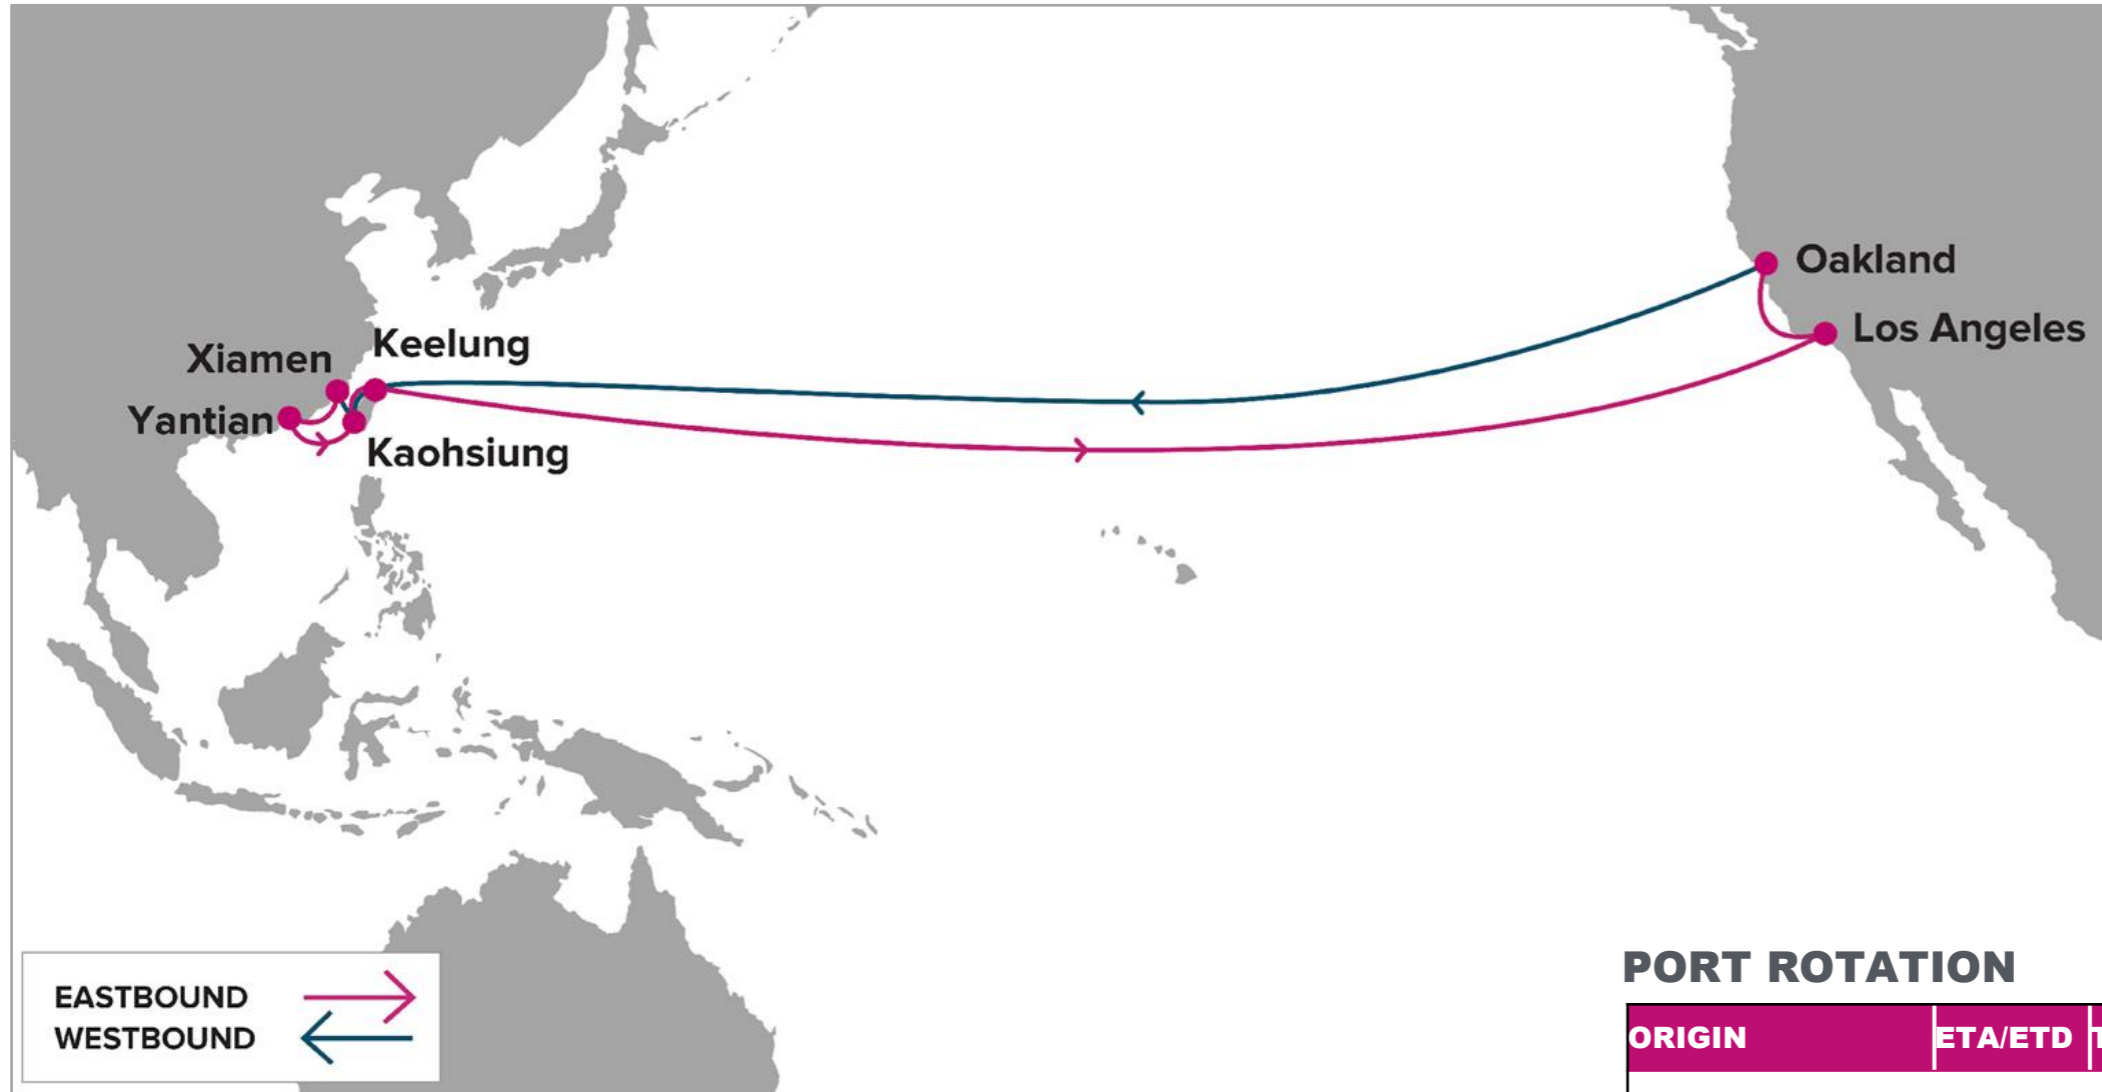 Oakland
Los Angeles
Keelung
Xiamen
Yantian
Kaohsiung
EASTBOUND
WESTBOUND
PORT ROTATION
ORIGIN ETA/ETD